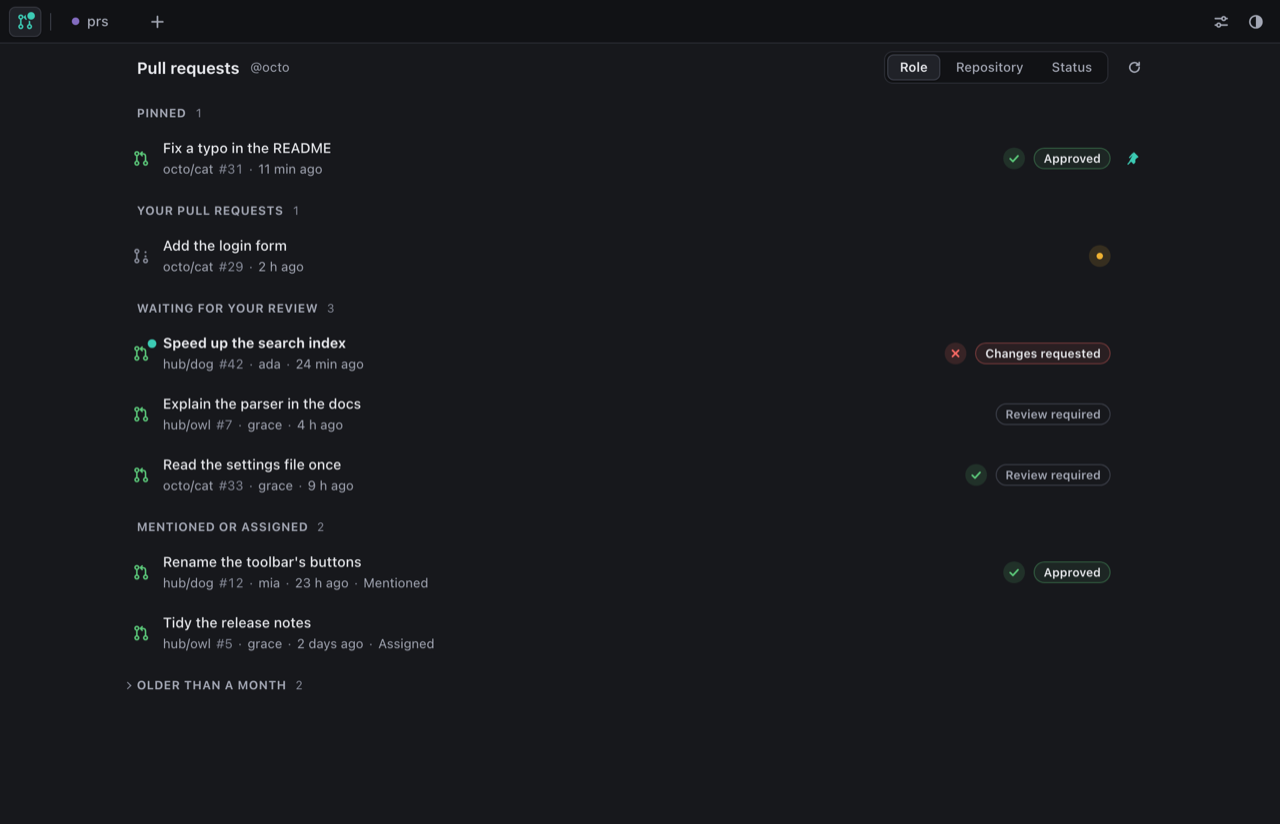 prs
Pull requests @octo
Role Repository Status
PINNED 1
Fix a typo in the README
octo/cat #31 · 11 min ago
Approved
YOUR PULL REQUESTS 1
Add the login form
octo/cat #29 · 2 h ago
WAITING FOR YOUR REVIEW 3
Speed up the search index
hub/dog #42 · ada · 24 min ago
Changes requested
Explain the parser in the docs
hub/owl #7 · grace · 4 h ago
Review required
Read the settings file once
octo/cat #33 · grace · 9 h ago
Review required
MENTIONED OR ASSIGNED 2
Rename the toolbar's buttons
hub/dog #12 · mia · 23 h ago · Mentioned
Approved
Tidy the release notes
hub/owl #5 · grace · 2 days ago · Assigned
OLDER THAN A MONTH 2